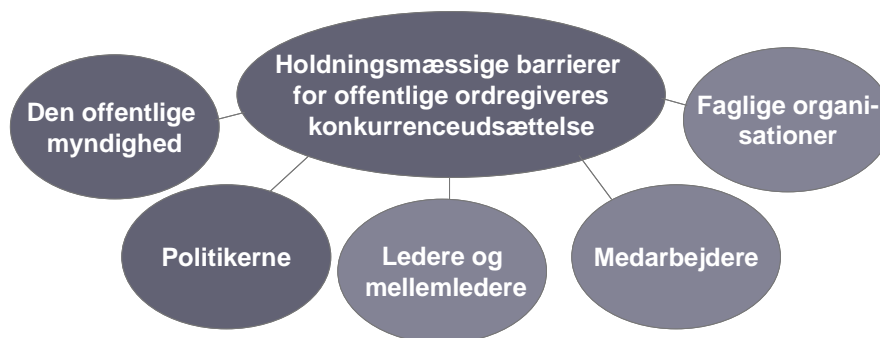 Holdningsmæssige barrierer
for offentlige ordregiveres
konkurrenceudsættelse
Den offentlige
myndighed
Politikerne
Ledere og
mellemledere
Medarbejdere
Faglige organi-
sationer